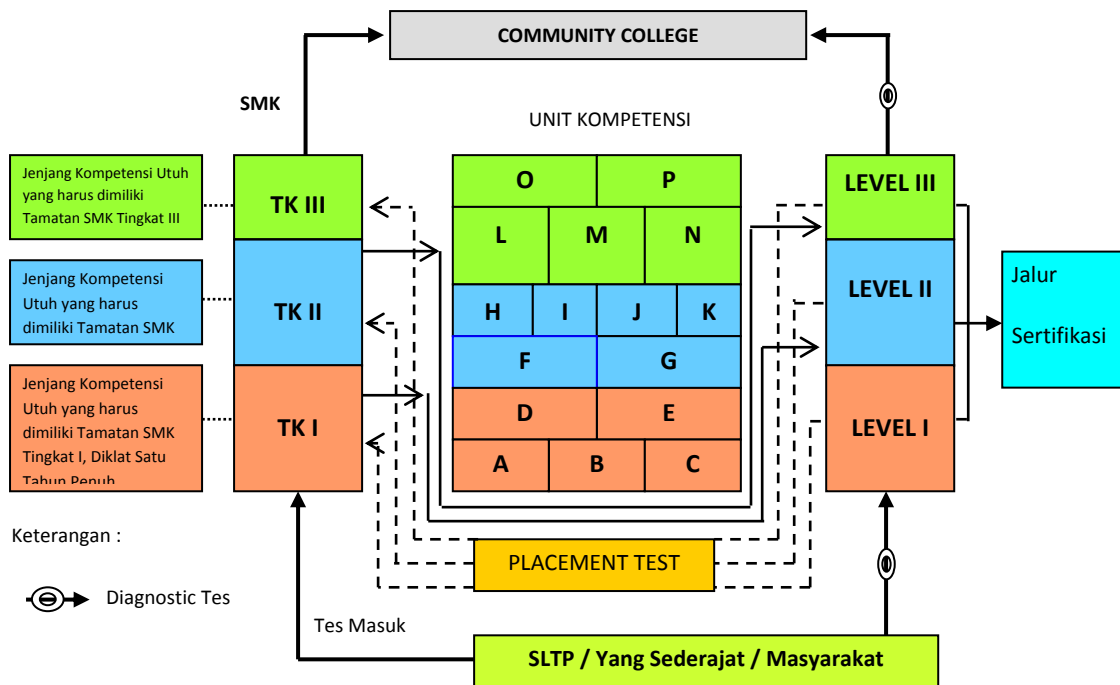 COMMUNITY COLLEGE
SMK
UNIT KOMPETENSI
Jenjang Kompetensi Utuh
yang harus dimiliki
Tamatan SMK Tingkat III
TK III
O P
L M N
LEVEL III
Jenjang Kompetensi
Utuh yang harus
dimiliki Tamatan SMK
TK II
H I J K
F G
LEVEL II
Jalur
Sertifikasi
Jenjang Kompetensi
Utuh yang harus
dimiliki Tamatan SMK
Tingkat I, Diklat Satu
Tahun Penuh
TK I
D E
A B C
LEVEL I
Keterangan :
Diagnostic Tes
PLACEMENT TEST
Tes Masuk
SLTP / Yang Sederajat / Masyarakat